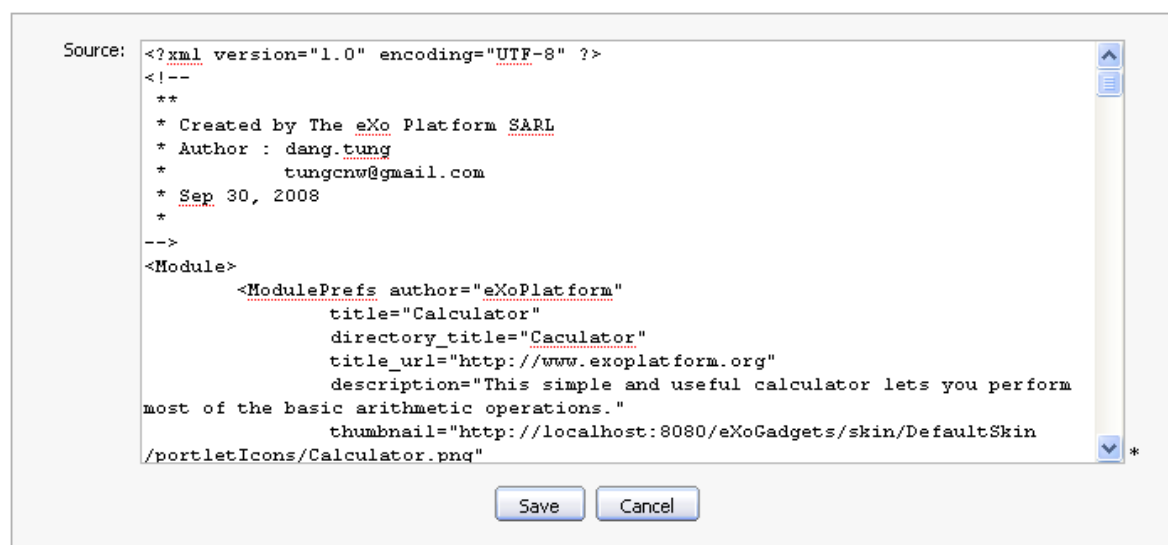 Source:
<?xml version="1.0" encoding="UTF-8" ?>
<!--
**
* Created by The eXo Platform SARL
* Author : dang.tung
* tungcnw@gmail.com
* Sep 30, 2008
*
-->
<Module>
<ModulePrefs author="eXoPlatform"
title="Calculator"
directory_title="Caculator"
title_url="http://www.exoplatform.org"
description="This simple and useful calculator lets you perform
most of the basic arithmetic operations."
thumbnail="http://localhost:8080/eXoGadgets/skin/DefaultSkin
/portletIcons/Calculator.png"
*
Save Cancel